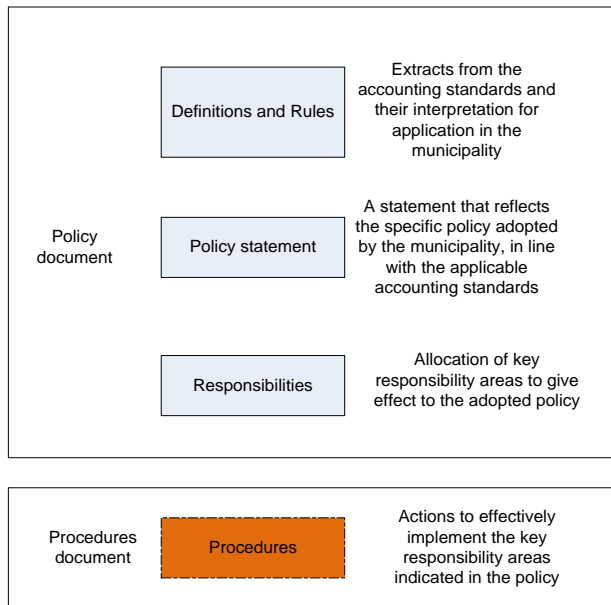 Definitions and Rules
Extracts from the
accounting standards and
their interpretation for
application in the
municipality
Policy
document
Policy statement
A statement that reflects
the specific policy adopted
by the municipality, in line
with the applicable
accounting standards
Responsibilities
Allocation of key
responsibility areas to give
effect to the adopted policy
Procedures
document
Procedures
Actions to effectively
implement the key
responsibility areas
indicated in the policy